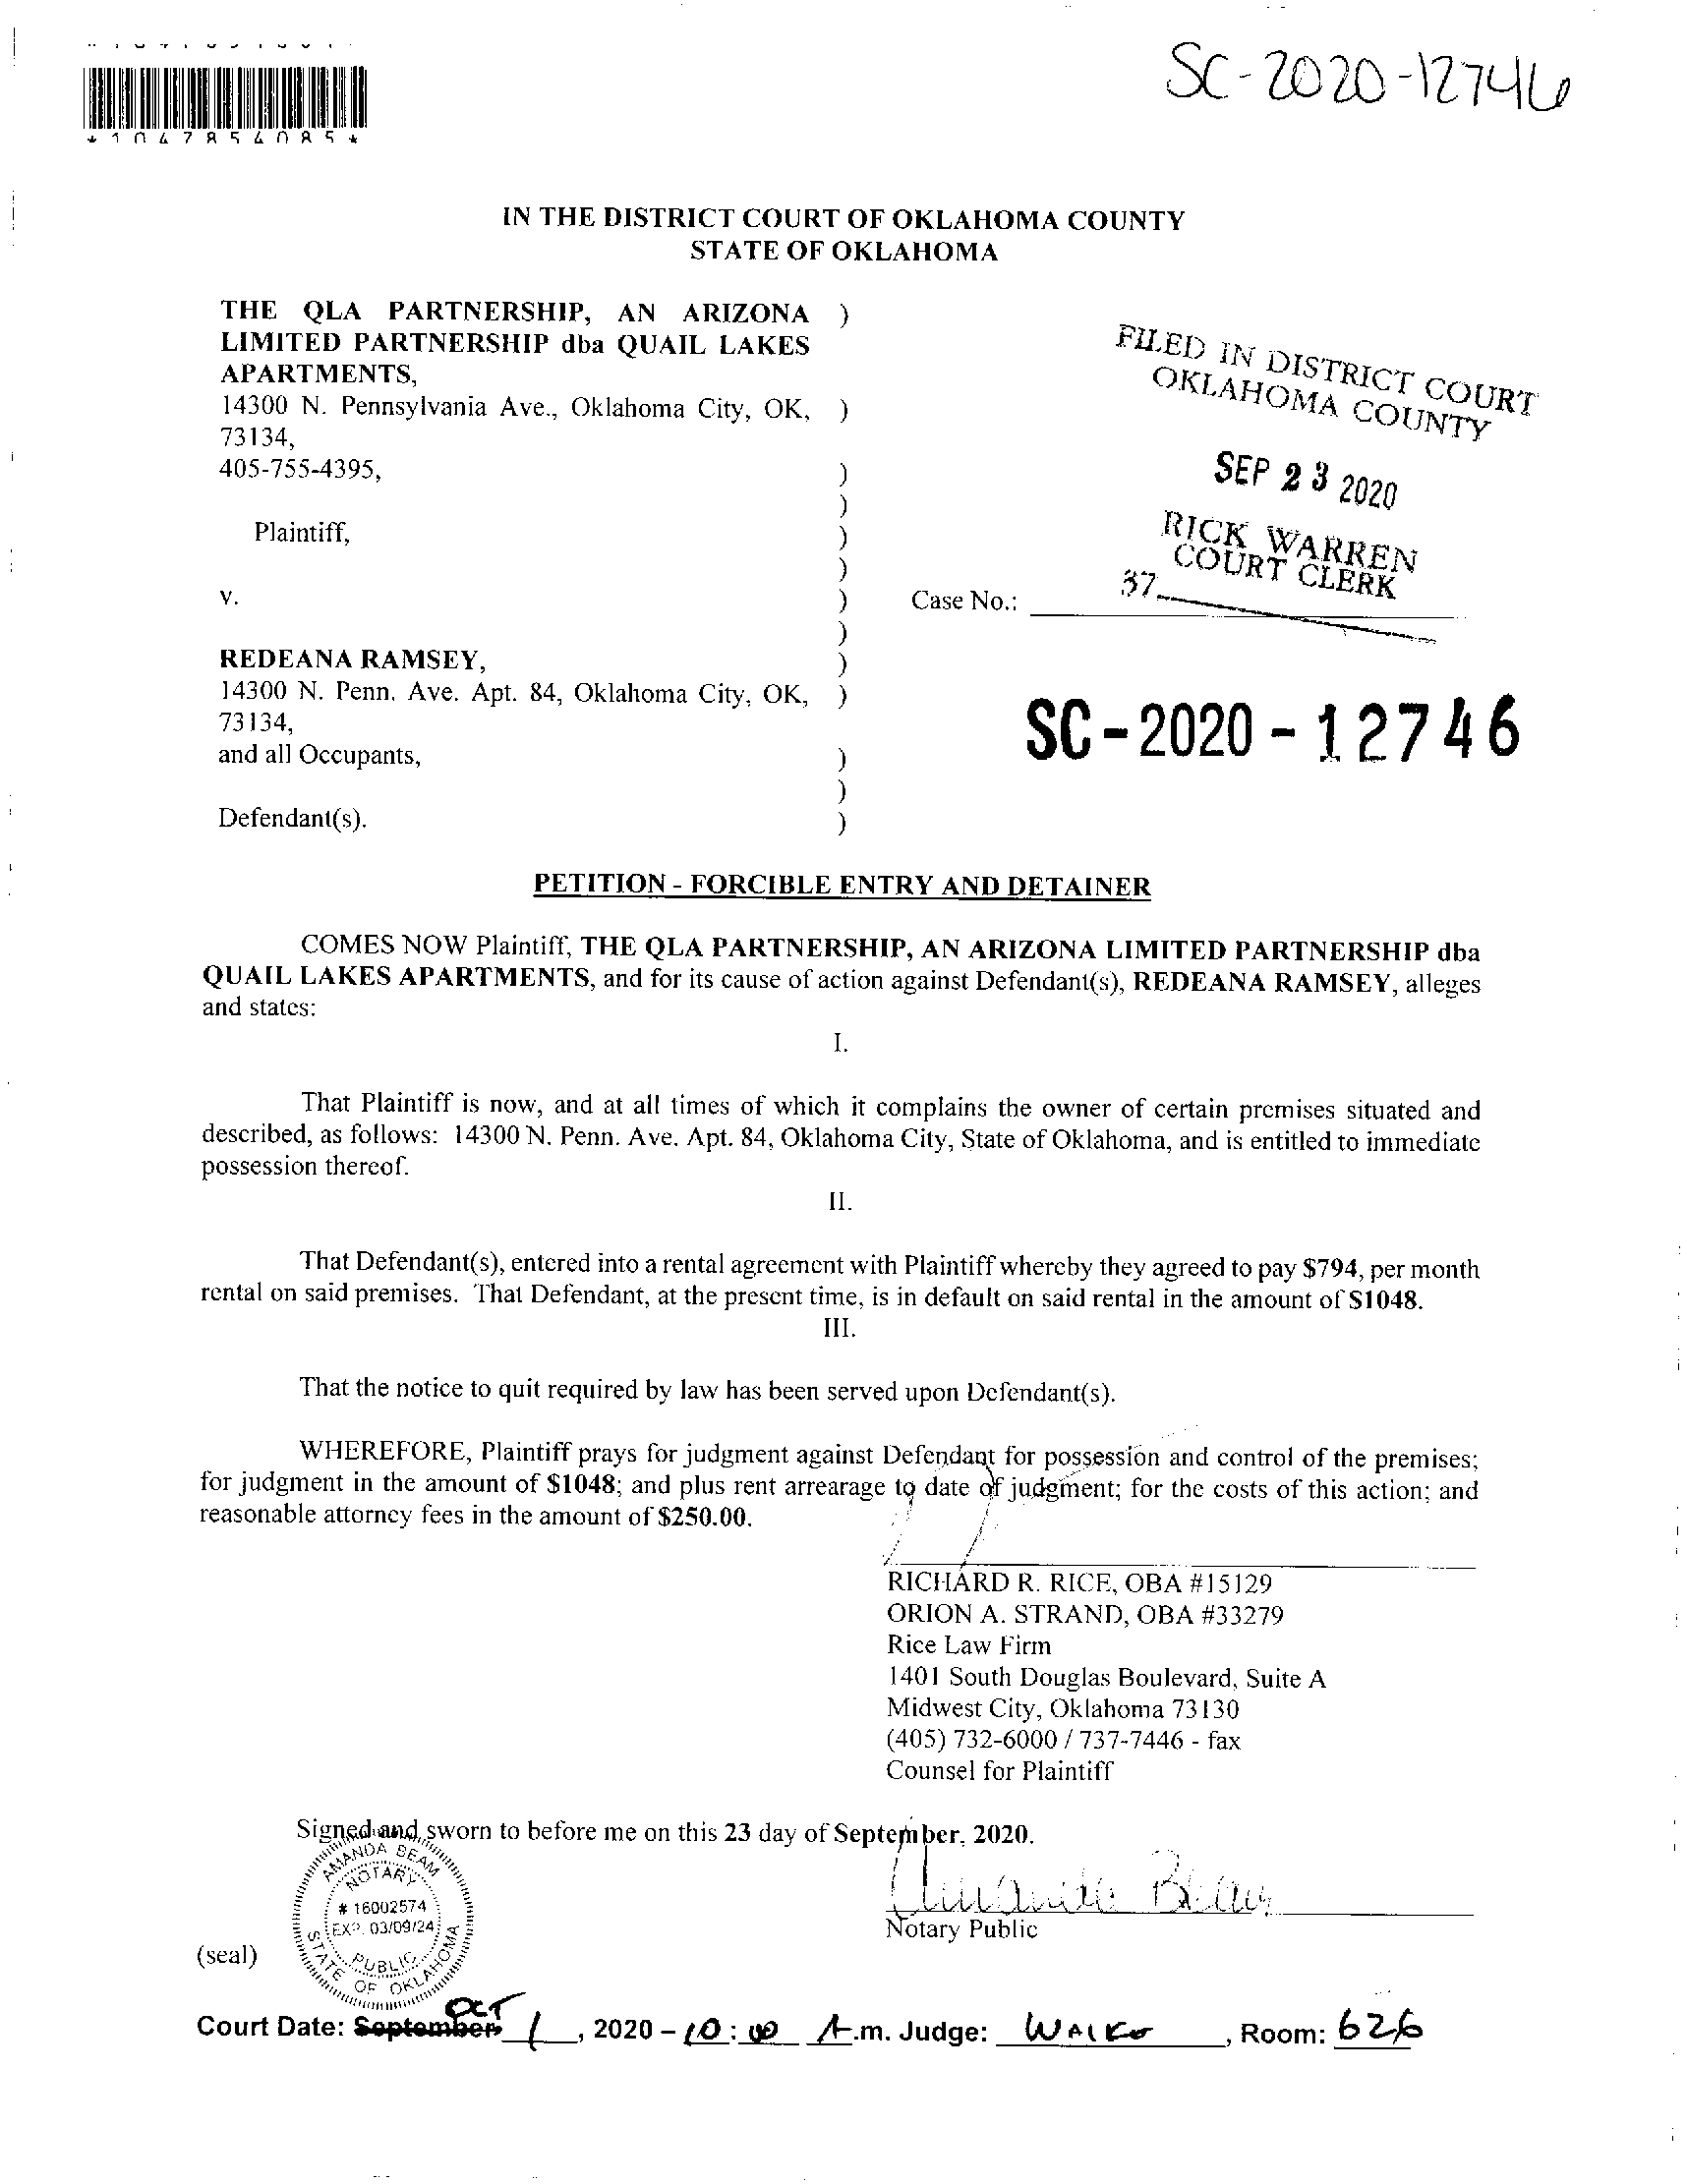 SC-2020-12746
*1047854085*
IN THE DISTRICT COURT OF OKLAHOMA COUNTY
STATE OF OKLAHOMA
THE QLA PARTNERSHIP, AN ARIZONA )
LIMITED PARTNERSHIP dba QUAIL LAKES
APARTMENTS,
14300 N. Pennsylvania Ave., Oklahoma City, OK, )
73134,
405-755-4395, )
)
Plaintiff, )
)
v. )
)
REDEANA RAMSEY, )
14300 N. Penn. Ave. Apt. 84, Oklahoma City, OK, )
73134,
and all Occupants, )
)
Defendant(s). )
FILED IN DISTRICT COURT
OKLAHOMA COUNTY
SEP 23 2020
RICK WARREN
COURT CLERK
37
Case No.:
SC-2020-12746
PETITION - FORCIBLE ENTRY AND DETAINER
COMES NOW Plaintiff, THE QLA PARTNERSHIP, AN ARIZONA LIMITED PARTNERSHIP dba
QUAIL LAKES APARTMENTS, and for its cause of action against Defendant(s), REDEANA RAMSEY, alleges
and states:
I.
That Plaintiff is now, and at all times of which it complains the owner of certain premises situated and
described, as follows: 14300 N. Penn. Ave. Apt. 84, Oklahoma City, State of Oklahoma, and is entitled to immediate
possession thereof.
II.
That Defendant(s), entered into a rental agreement with Plaintiff whereby they agreed to pay $794, per month
rental on said premises. That Defendant, at the present time, is in default on said rental in the amount of $1048.
III.
That the notice to quit required by law has been served upon Defendant(s).
WHEREFORE, Plaintiff prays for judgment against Defendant for possession and control of the premises;
for judgment in the amount of $1048; and plus rent arrearage to date of judgment; for the costs of this action; and
reasonable attorney fees in the amount of $250.00.
RICHARD R. RICE, OBA #15129
ORION A. STRAND, OBA #33279
Rice Law Firm
1401 South Douglas Boulevard, Suite A
Midwest City, Oklahoma 73130
(405) 732-6000 / 737-7446 - fax
Counsel for Plaintiff
Signed and sworn to before me on this 23 day of September, 2020.
AMANDA BEAM
NOTARY
# 16002574
EXP. 03/09/24
PUBLIC
STATE OF OKLAHOMA
Amanda Beam
Notary Public
(seal)
OCT
Court Date: September 1, 2020 - 10:00 A.m. Judge: Walke, Room: 626